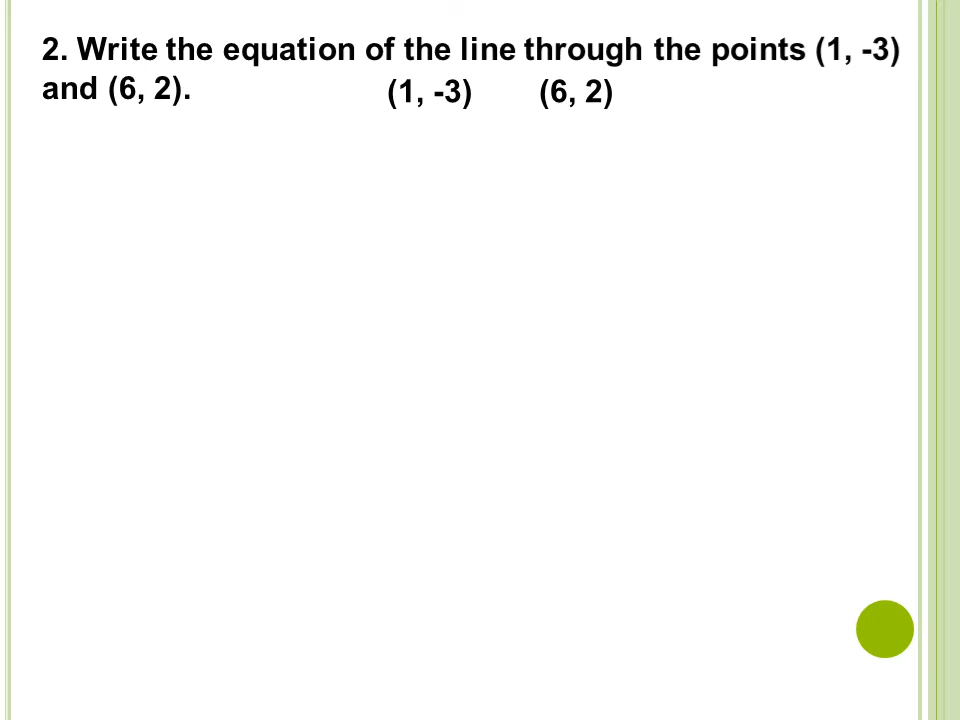 2. Write the equation of the line through the points (1, -3)
and (6, 2).
(1, -3) (6, 2)